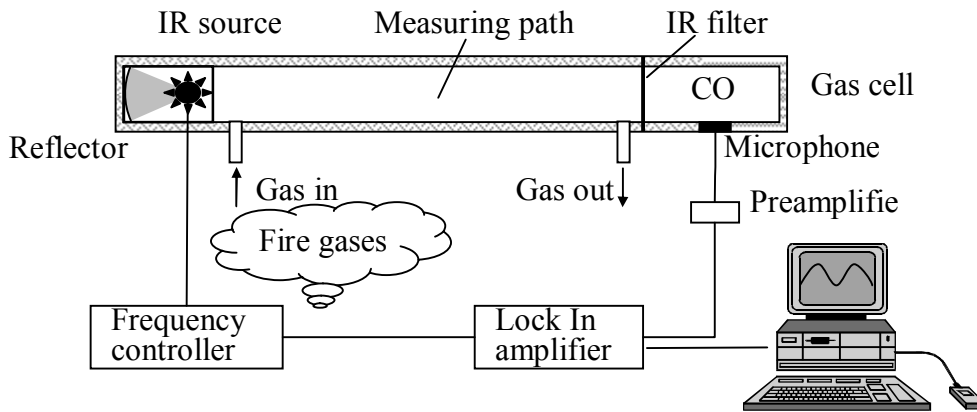 IR source
Measuring path
IR filter
CO
Gas cell
Reflector
Microphone
Gas in
Gas out
Preamplifie
Fire gases
Frequency
controller
Lock In
amplifier